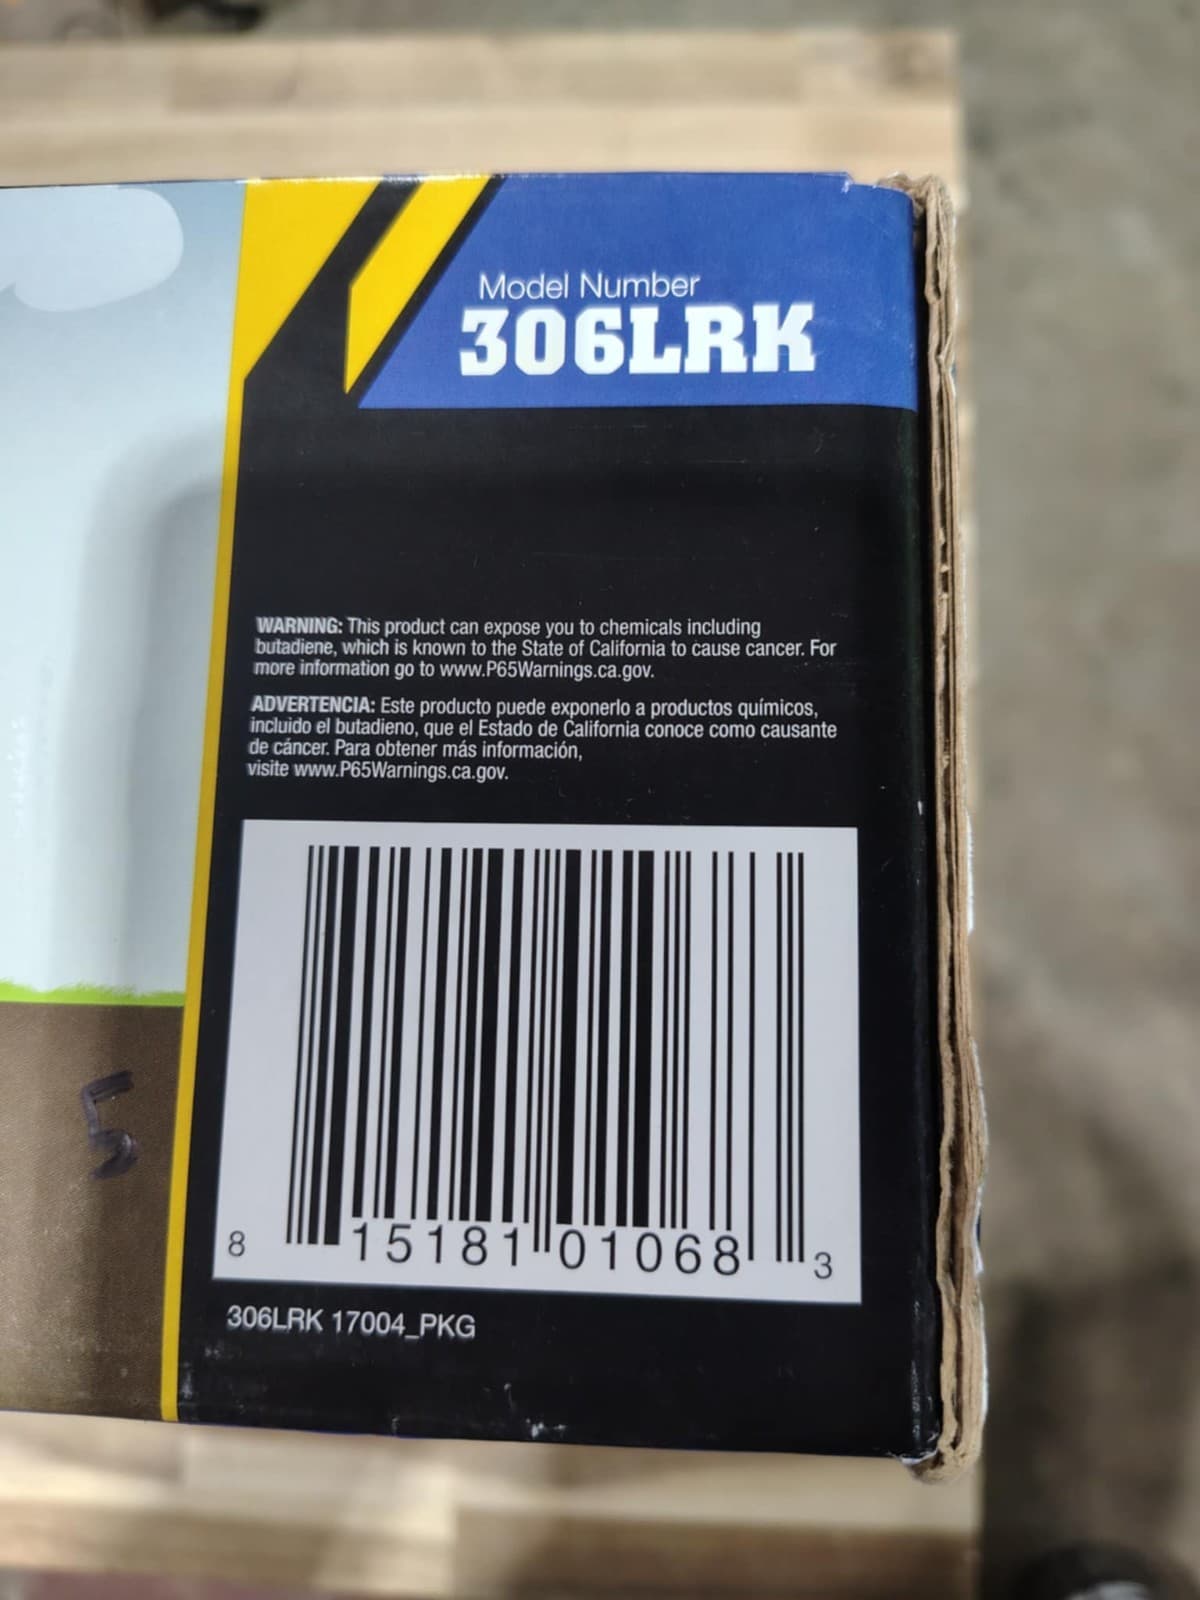 Model Number
306LRK
WARNING: This product can expose you to chemicals including
butadiene, which is known to the State of California to cause cancer. For
more information go to www.P65Warnings.ca.gov.
ADVERTENCIA: Este producto puede exponerlo a productos químicos,
incluido el butadieno, que el Estado de California conoce como causante
de cáncer. Para obtener más información,
visite www.P65Warnings.ca.gov.
5
8 15181 01068 3
306LRK 17004_PKG